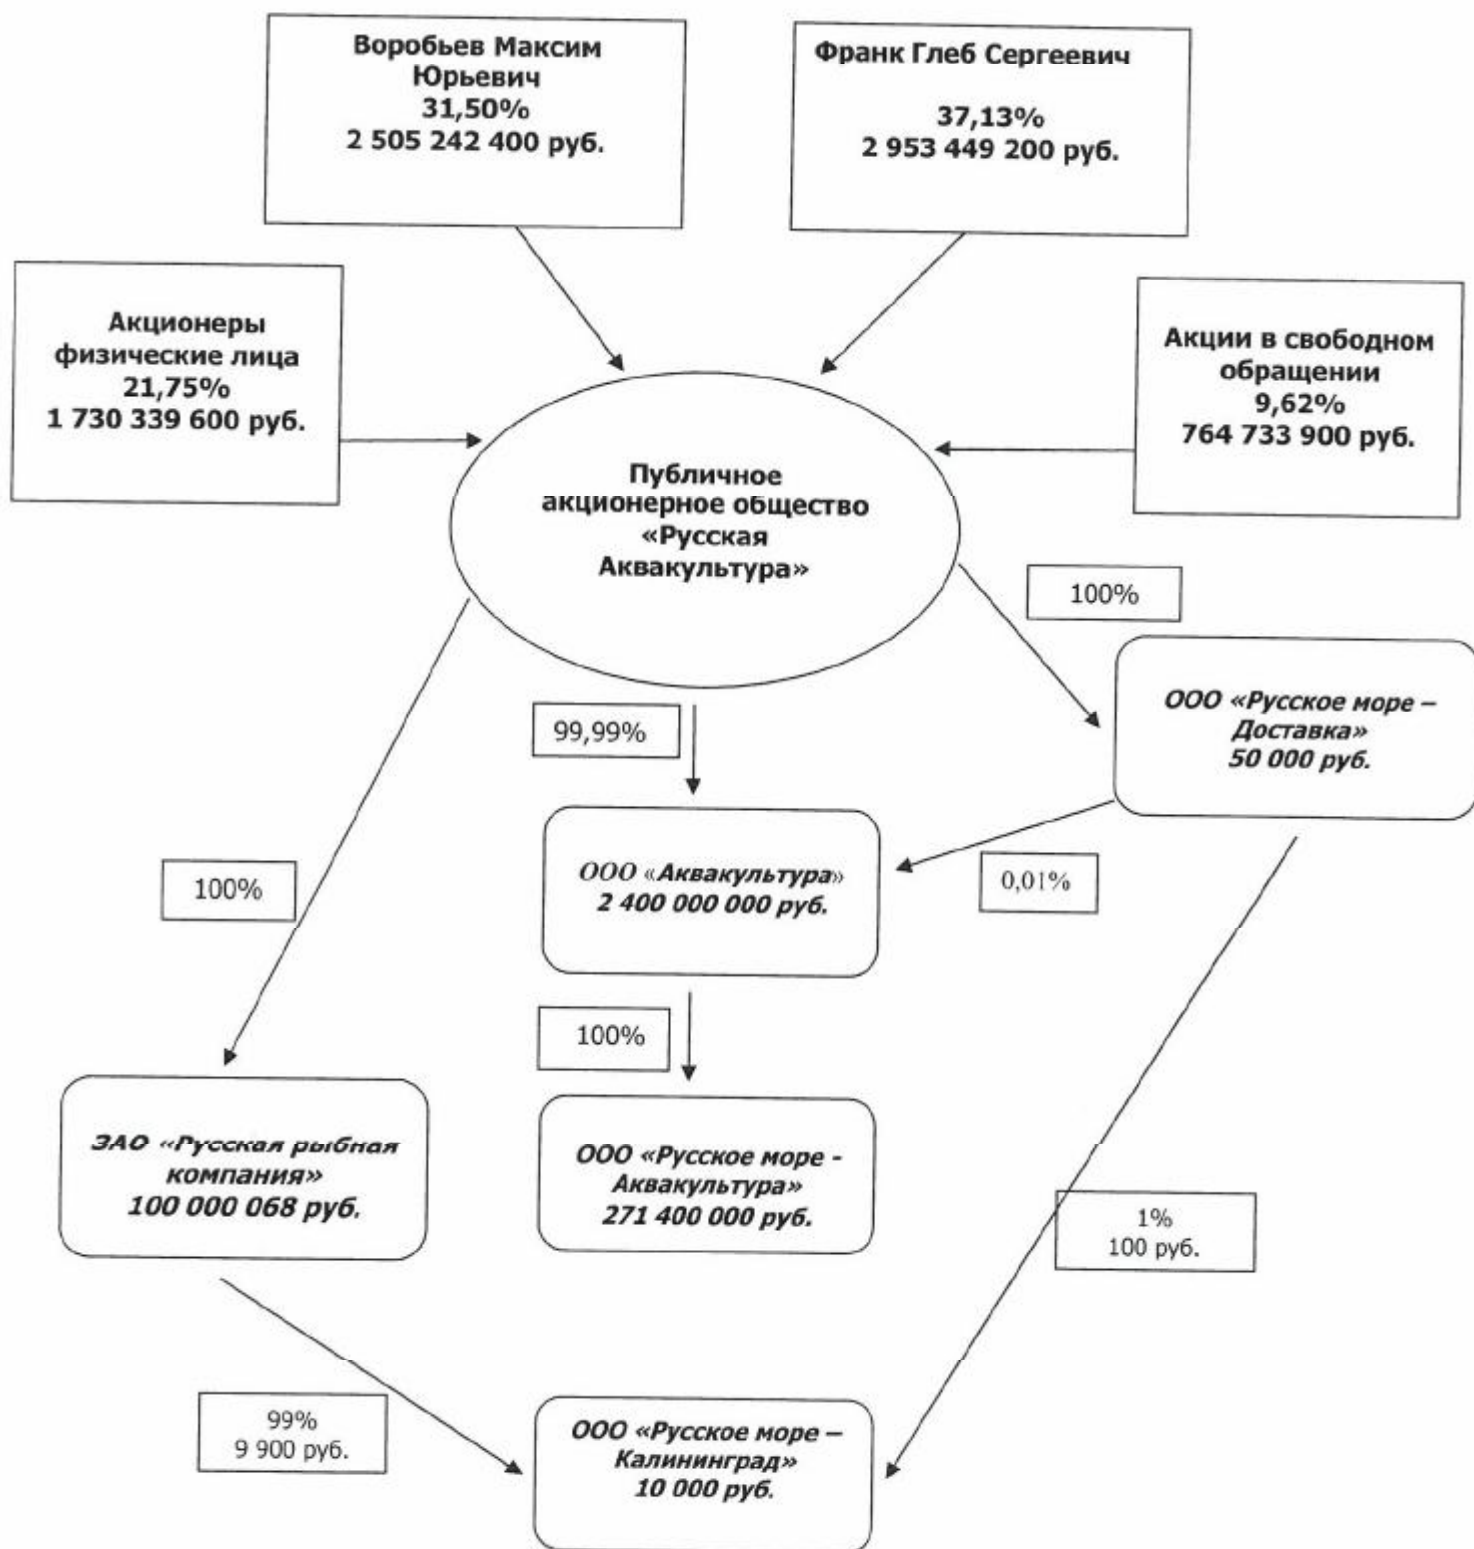 Воробьев Максим
Юрьевич
31,50%
2 505 242 400 руб.
Франк Глеб Сергеевич
37,13%
2 953 449 200 руб.
Акционеры
физические лица
21,75%
1 730 339 600 руб.
Акции в свободном
обращении
9,62%
764 733 900 руб.
Публичное
акционерное общество
«Русская
Аквакультура»
100%
ООО «Русское море –
Доставка»
50 000 руб.
99,99%
ООО «Аквакультура»
2 400 000 000 руб.
0,01%
100%
100%
ЗАО «Русская рыбная
компания»
100 000 068 руб.
ООО «Русское море -
Аквакультура»
271 400 000 руб.
1%
100 руб.
99%
9 900 руб.
ООО «Русское море –
Калининград»
10 000 руб.